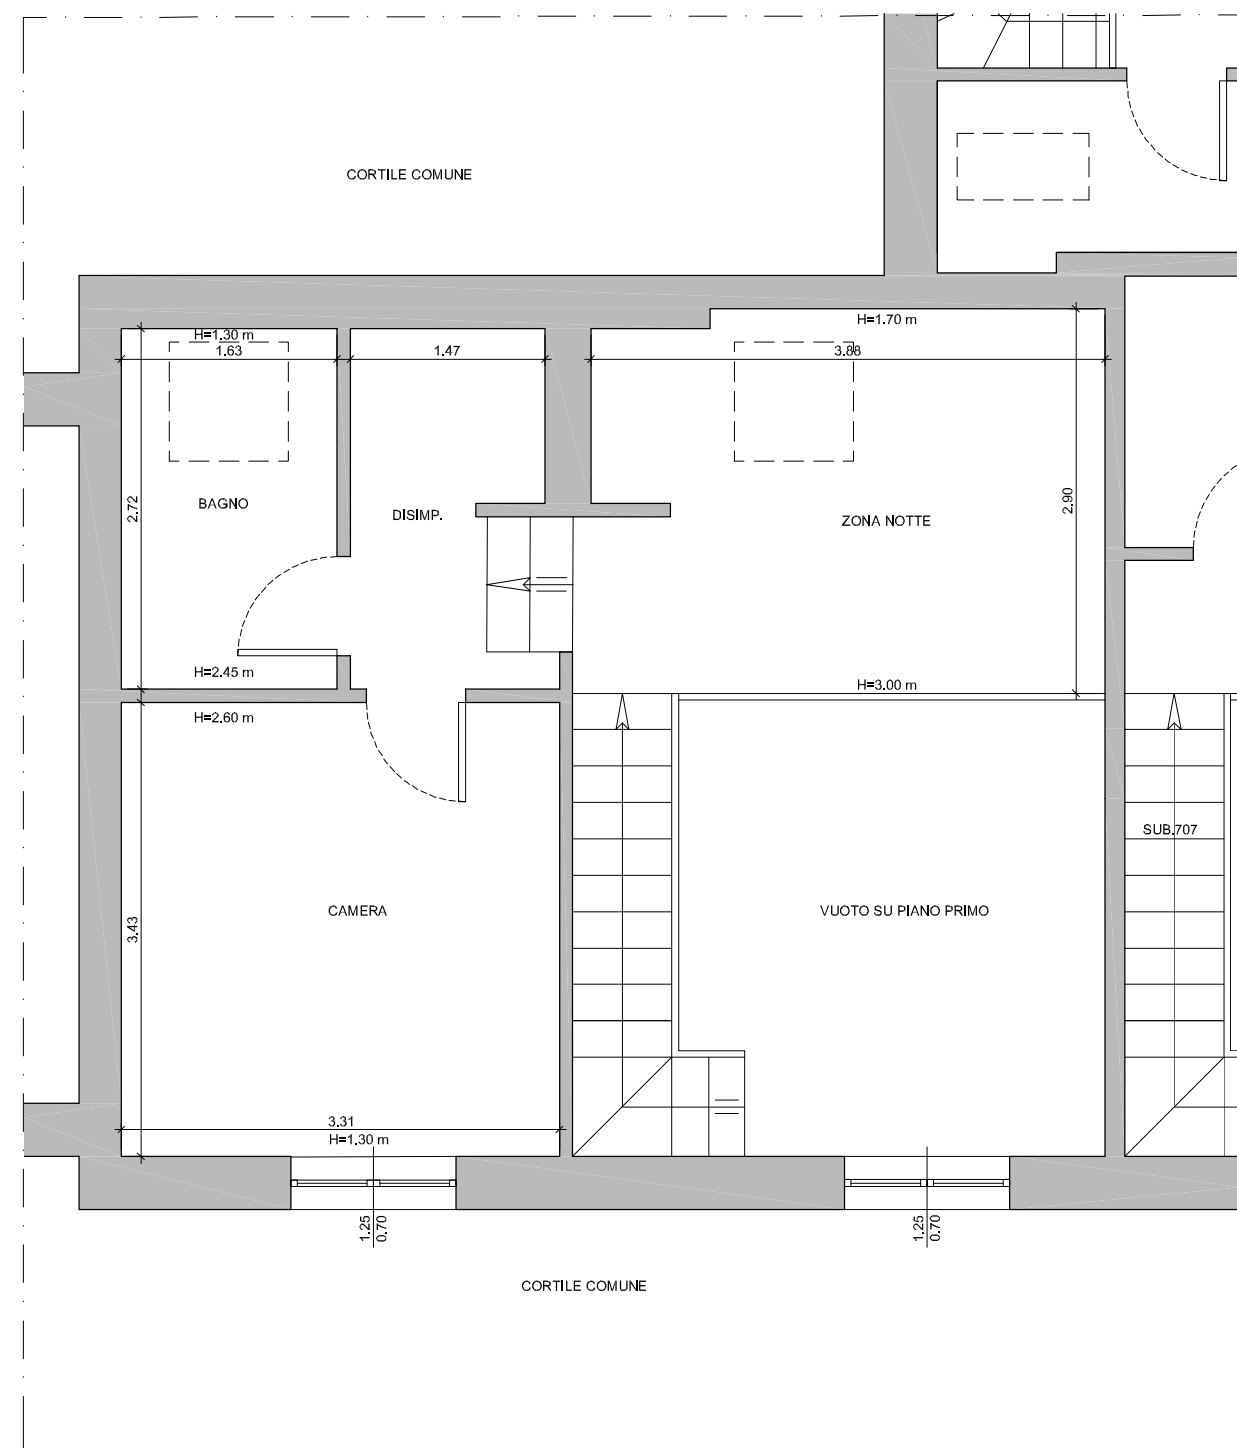 CORTILE COMUNE
H=1.30 m
1.63
1.47
H=1.70 m
3.88
2.72
BAGNO
DISIMP.
2.90
ZONA NOTTE
H=2.45 m
H=3.00 m
H=2.60 m
SUB.707
3.43
CAMERA
VUOTO SU PIANO PRIMO
3.31
H=1.30 m
1.25
0.70
1.25
0.70
CORTILE COMUNE